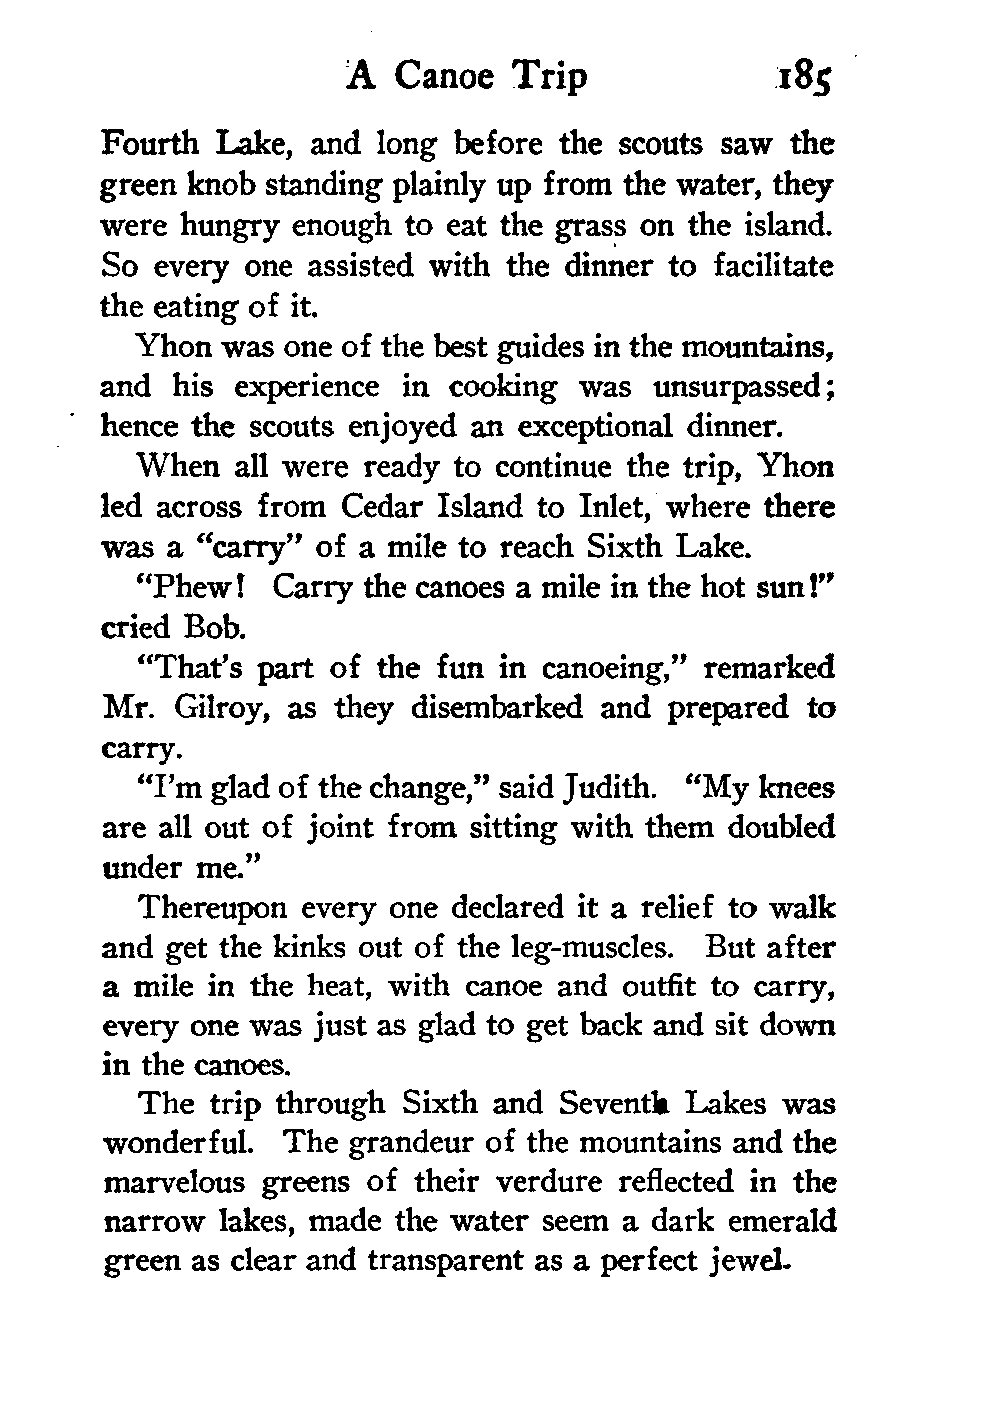 A Canoe Trip 185
Fourth Lake, and long before the scouts saw the
green knob standing plainly up from the water, they
were hungry enough to eat the grass on the island.
So every one assisted with the dinner to facilitate
the eating of it.
Yhon was one of the best guides in the mountains,
and his experience in cooking was unsurpassed;
hence the scouts enjoyed an exceptional dinner.
When all were ready to continue the trip, Yhon
led across from Cedar Island to Inlet, where there
was a “carry” of a mile to reach Sixth Lake.
“Phew! Carry the canoes a mile in the hot sun!”
cried Bob.
“That’s part of the fun in canoeing,” remarked
Mr. Gilroy, as they disembarked and prepared to
carry.
“I’m glad of the change,” said Judith. “My knees
are all out of joint from sitting with them doubled
under me.”
Thereupon every one declared it a relief to walk
and get the kinks out of the leg-muscles. But after
a mile in the heat, with canoe and outfit to carry,
every one was just as glad to get back and sit down
in the canoes.
The trip through Sixth and Seventh Lakes was
wonderful. The grandeur of the mountains and the
marvelous greens of their verdure reflected in the
narrow lakes, made the water seem a dark emerald
green as clear and transparent as a perfect jewel.